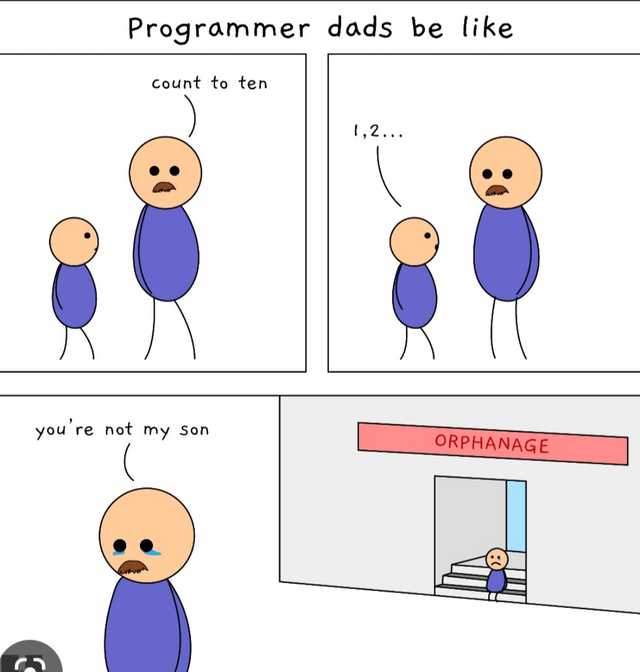 Programmer dads be like
count to ten
1,2...
you're not my son
ORPHANAGE